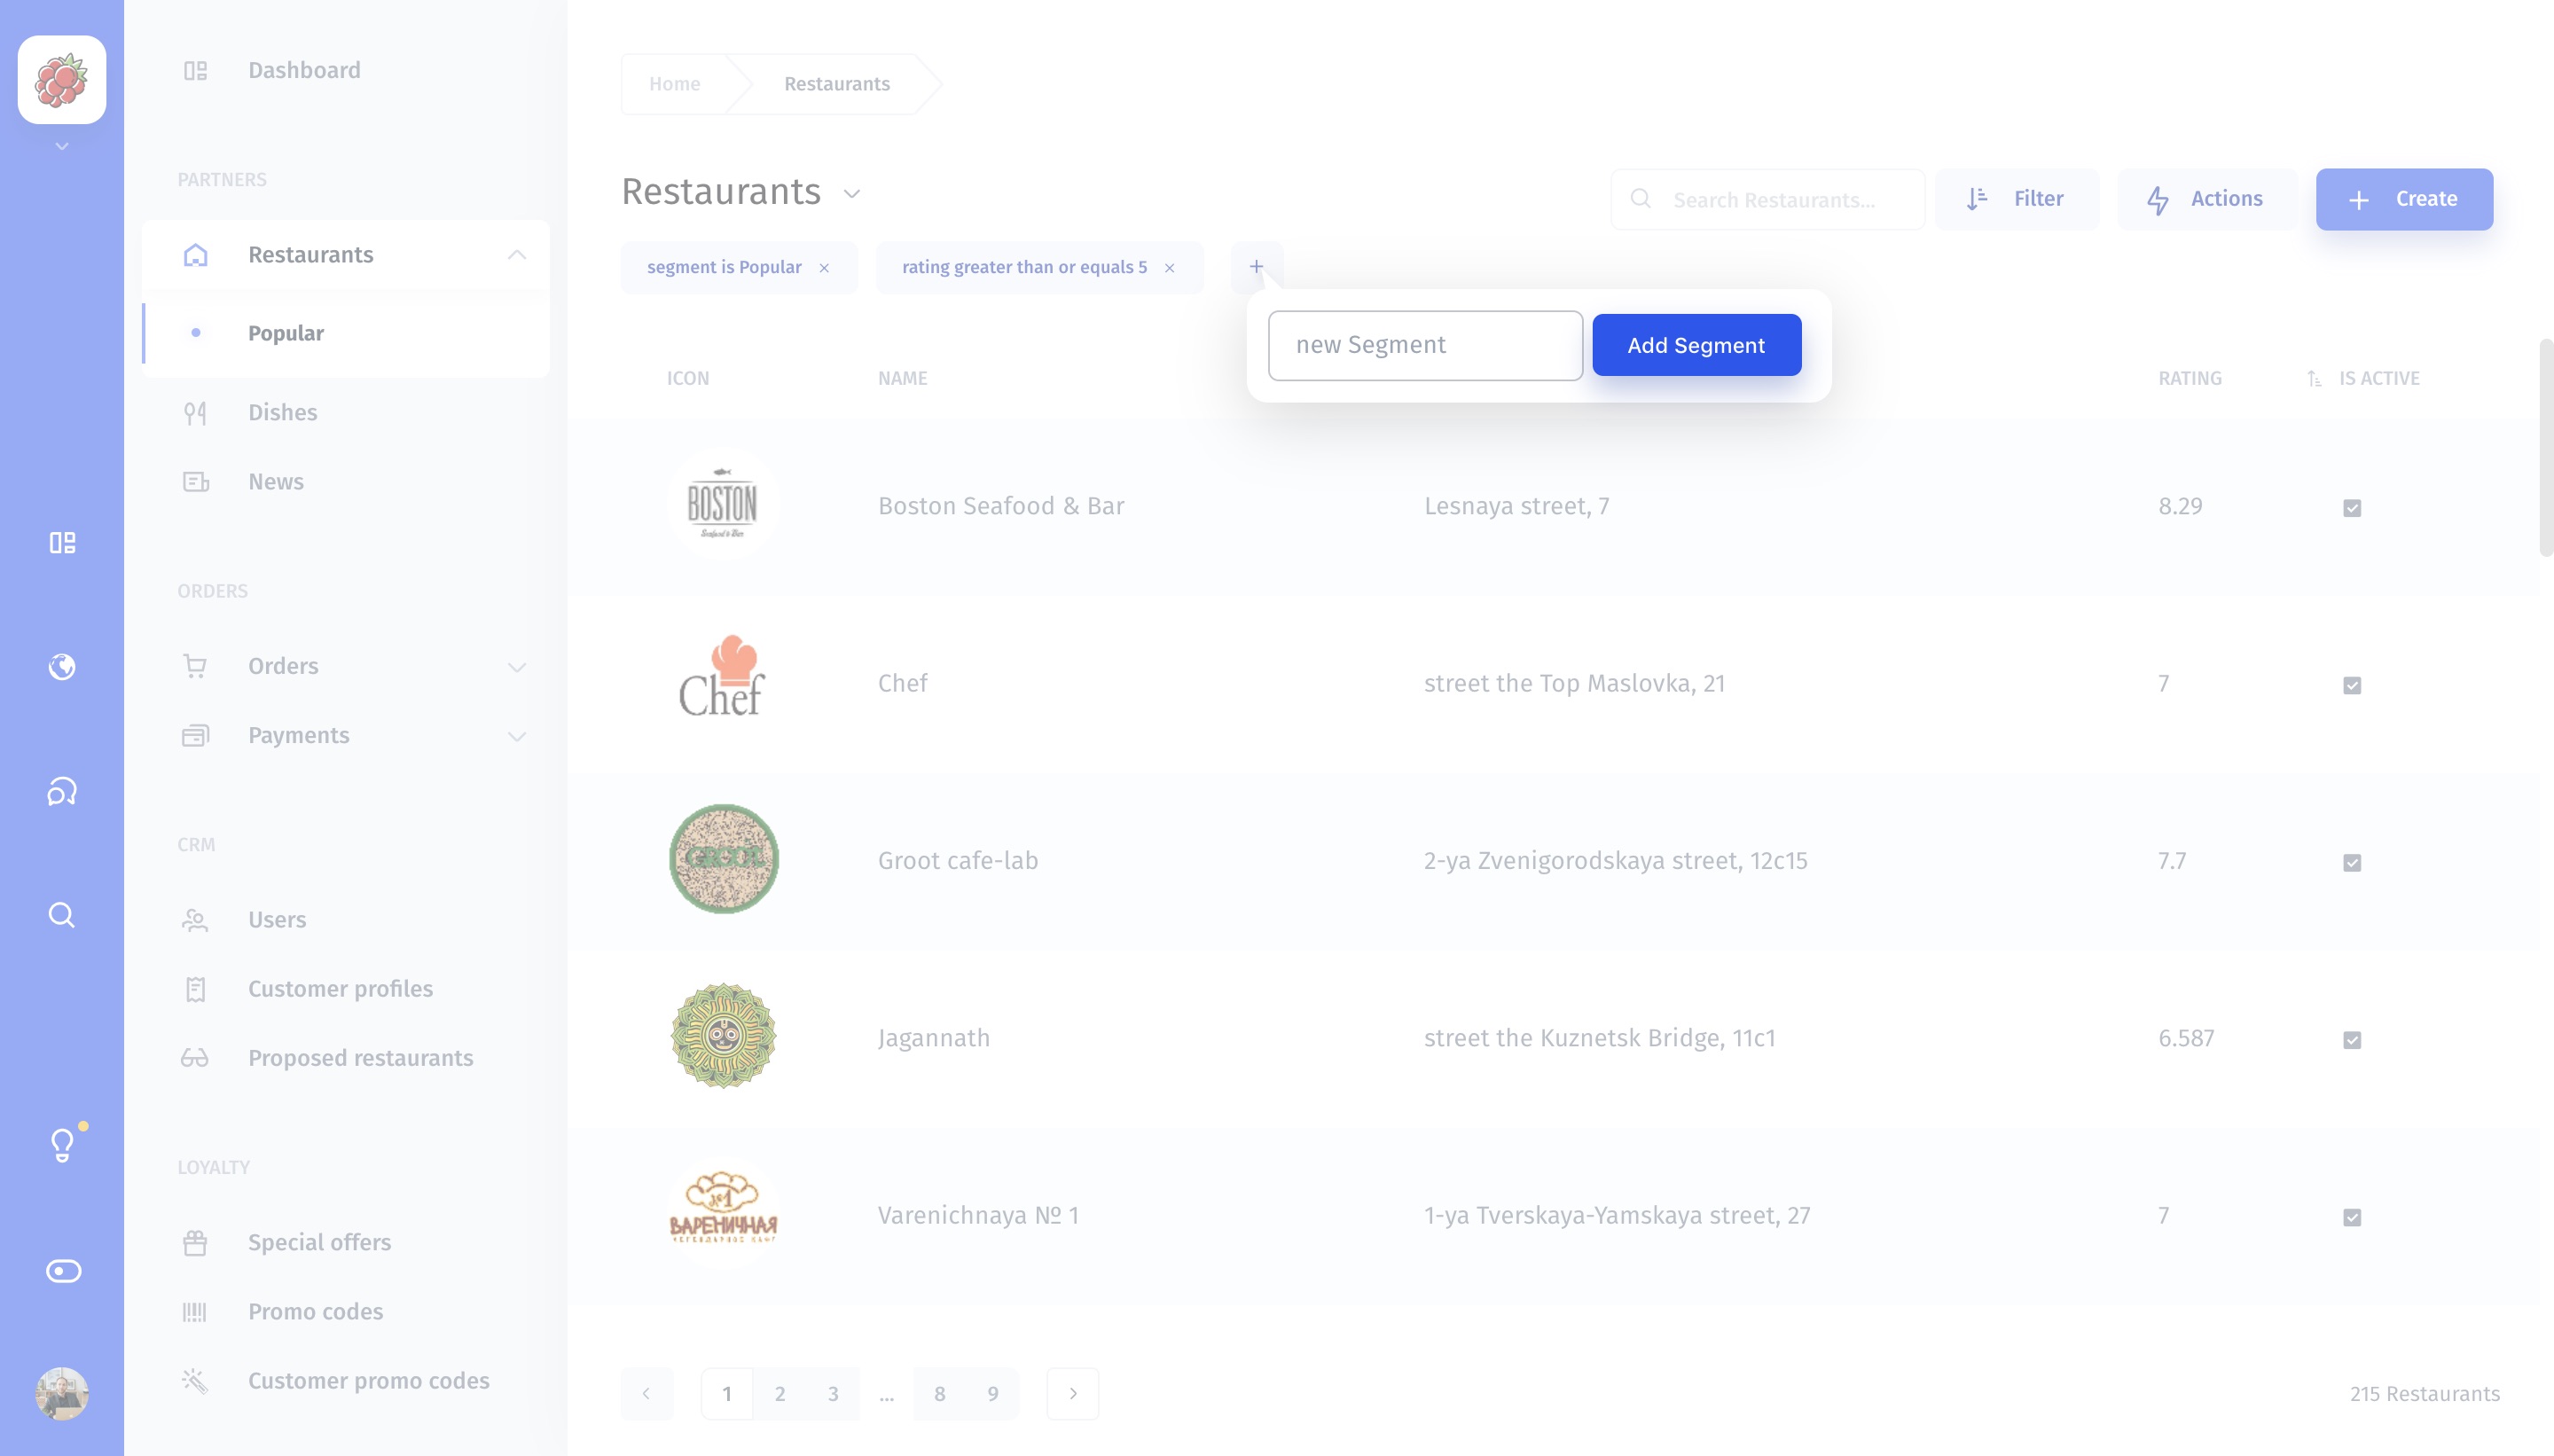 Dashboard
PARTNERS
Restaurants
Popular
Dishes
News
ORDERS
Orders
Payments
CRM
Users
Customer profiles
Proposed restaurants
LOYALTY
Special offers
Promo codes
Customer promo codes
Home Restaurants
Restaurants
Search Restaurants... Filter Actions Create
segment is Popular × rating greater than or equals 5 × +
new Segment Add Segment
ICON NAME RATING IS ACTIVE
BOSTON
Seafood & Bar
Boston Seafood & Bar Lesnaya street, 7 8.29
Chef
Chef street the Top Maslovka, 21 7
GROOT
Groot cafe-lab 2-ya Zvenigorodskaya street, 12c15 7.7
Jagannath street the Kuznetsk Bridge, 11c1 6.587
№1
ВАРЕНИЧНАЯ
Varenichnaya № 1 1-ya Tverskaya-Yamskaya street, 27 7
1 2 3 ... 8 9
215 Restaurants